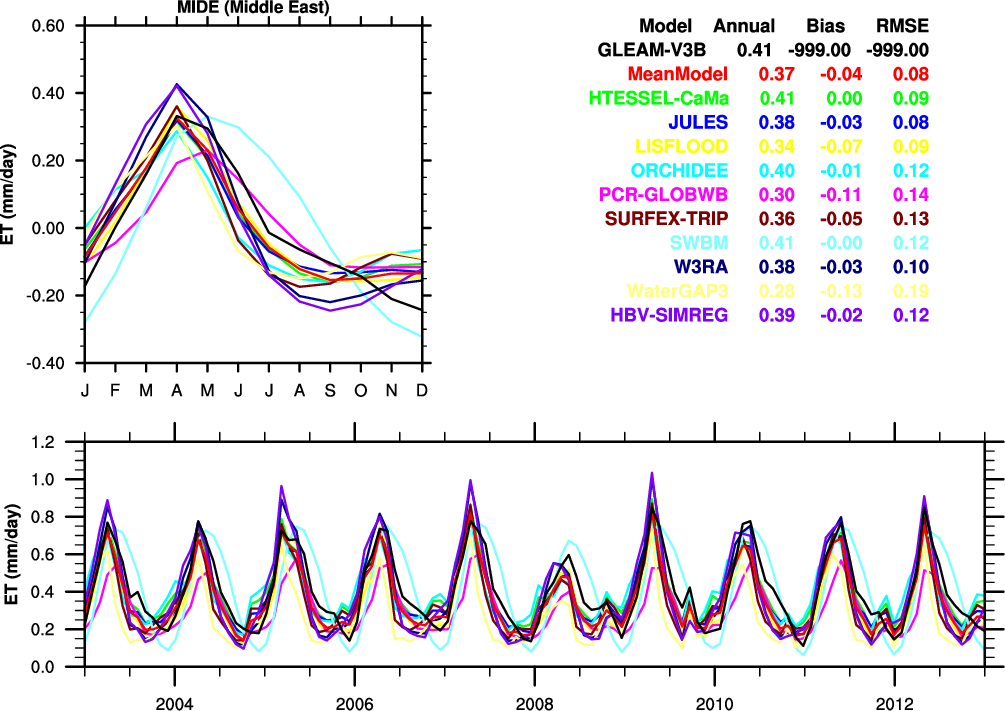 MIDE (Middle East)
Model Annual Bias RMSE
GLEAM-V3B 0.41 -999.00 -999.00
MeanModel 0.37 -0.04 0.08
HTESSEL-CaMa 0.41 0.00 0.09
JULES 0.38 -0.03 0.08
LISFLOOD 0.34 -0.07 0.09
ORCHIDEE 0.40 -0.01 0.12
PCR-GLOBWB 0.30 -0.11 0.14
SURFEX-TRIP 0.36 -0.05 0.13
SWBM 0.41 -0.00 0.12
W3RA 0.38 -0.03 0.10
WaterGAP3 0.28 -0.13 0.19
HBV-SIMREG 0.39 -0.02 0.12
ET (mm/day)
0.60
0.40
0.20
0.00
-0.20
-0.40
J F M A M J J A S O N D
ET (mm/day)
1.2
1.0
0.8
0.6
0.4
0.2
0.0
2004 2006 2008 2010 2012